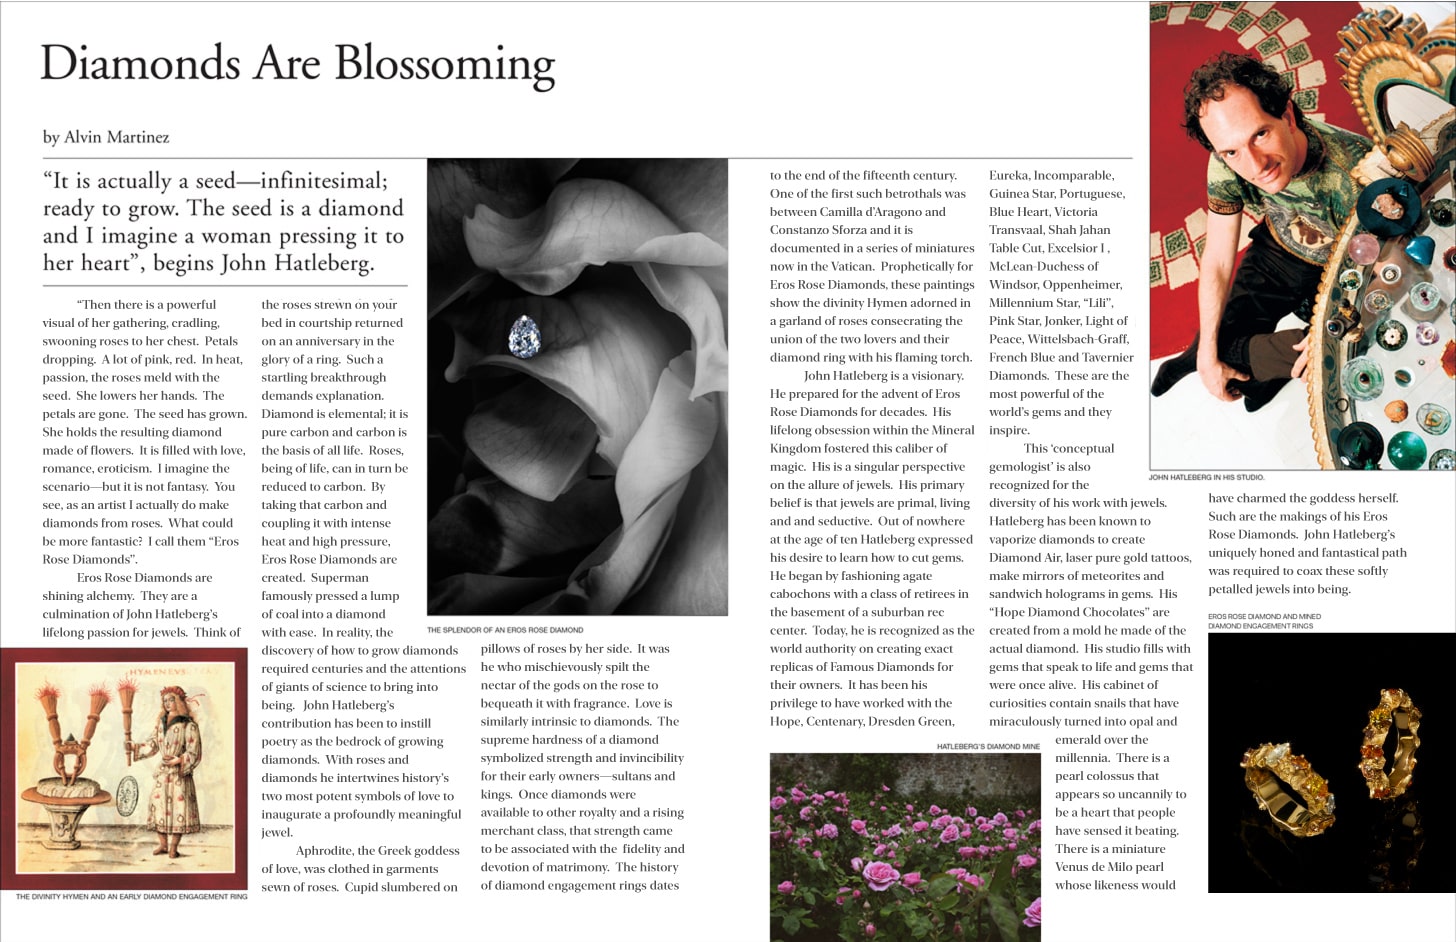 Diamonds Are Blossoming
by Alvin Martinez
“It is actually a seed—infinitesimal;
ready to grow. The seed is a diamond
and I imagine a woman pressing it to
her heart”, begins John Hatleberg.
“Then there is a powerful
visual of her gathering, cradling,
swooning roses to her chest. Petals
dropping. A lot of pink, red. In heat,
passion, the roses meld with the
seed. She lowers her hands. The
petals are gone. The seed has grown.
She holds the resulting diamond
made of flowers. It is filled with love,
romance, eroticism. I imagine the
scenario—but it is not fantasy. You
see, as an artist I actually do make
diamonds from roses. What could
be more fantastic? I call them “Eros
Rose Diamonds”.
Eros Rose Diamonds are
shining alchemy. They are a
culmination of John Hatleberg’s
lifelong passion for jewels. Think of
HYMENEVS
THE DIVINITY HYMEN AND AN EARLY DIAMOND ENGAGEMENT RING
the roses strewn on your
bed in courtship returned
on an anniversary in the
glory of a ring. Such a
startling breakthrough
demands explanation.
Diamond is elemental; it is
pure carbon and carbon is
the basis of all life. Roses,
being of life, can in turn be
reduced to carbon. By
taking that carbon and
coupling it with intense
heat and high pressure,
Eros Rose Diamonds are
created. Superman
famously pressed a lump
of coal into a diamond
with ease. In reality, the
discovery of how to grow diamonds
required centuries and the attentions
of giants of science to bring into
being. John Hatleberg’s
contribution has been to instill
poetry as the bedrock of growing
diamonds. With roses and
diamonds he intertwines history’s
two most potent symbols of love to
inaugurate a profoundly meaningful
jewel.
Aphrodite, the Greek goddess
of love, was clothed in garments
sewn of roses. Cupid slumbered on
THE SPLENDOR OF AN EROS ROSE DIAMOND
pillows of roses by her side. It was
he who mischievously spilt the
nectar of the gods on the rose to
bequeath it with fragrance. Love is
similarly intrinsic to diamonds. The
supreme hardness of a diamond
symbolized strength and invincibility
for their early owners—sultans and
kings. Once diamonds were
available to other royalty and a rising
merchant class, that strength came
to be associated with the fidelity and
devotion of matrimony. The history
of diamond engagement rings dates
to the end of the fifteenth century.
One of the first such betrothals was
between Camilla d’Aragono and
Constanzo Sforza and it is
documented in a series of miniatures
now in the Vatican. Prophetically for
Eros Rose Diamonds, these paintings
show the divinity Hymen adorned in
a garland of roses consecrating the
union of the two lovers and their
diamond ring with his flaming torch.
John Hatleberg is a visionary.
He prepared for the advent of Eros
Rose Diamonds for decades. His
lifelong obsession within the Mineral
Kingdom fostered this caliber of
magic. His is a singular perspective
on the allure of jewels. His primary
belief is that jewels are primal, living
and and seductive. Out of nowhere
at the age of ten Hatleberg expressed
his desire to learn how to cut gems.
He began by fashioning agate
cabochons with a class of retirees in
the basement of a suburban rec
center. Today, he is recognized as the
world authority on creating exact
replicas of Famous Diamonds for
their owners. It has been his
privilege to have worked with the
Hope, Centenary, Dresden Green,
HATLEBERG’S DIAMOND MINE
Eureka, Incomparable,
Guinea Star, Portuguese,
Blue Heart, Victoria
Transvaal, Shah Jahan
Table Cut, Excelsior I ,
McLean-Duchess of
Windsor, Oppenheimer,
Millennium Star, “Lili”,
Pink Star, Jonker, Light of
Peace, Wittelsbach-Graff,
French Blue and Tavernier
Diamonds. These are the
most powerful of the
world’s gems and they
inspire.
This ‘conceptual
gemologist’ is also
recognized for the
diversity of his work with jewels.
Hatleberg has been known to
vaporize diamonds to create
Diamond Air, laser pure gold tattoos,
make mirrors of meteorites and
sandwich holograms in gems. His
“Hope Diamond Chocolates” are
created from a mold he made of the
actual diamond. His studio fills with
gems that speak to life and gems that
were once alive. His cabinet of
curiosities contain snails that have
miraculously turned into opal and
emerald over the
millennia. There is a
pearl colossus that
appears so uncannily to
be a heart that people
have sensed it beating.
There is a miniature
Venus de Milo pearl
whose likeness would
JOHN HATLEBERG IN HIS STUDIO.
have charmed the goddess herself.
Such are the makings of his Eros
Rose Diamonds. John Hatleberg’s
uniquely honed and fantastical path
was required to coax these softly
petalled jewels into being.
EROS ROSE DIAMOND AND MINED
DIAMOND ENGAGEMENT RINGS